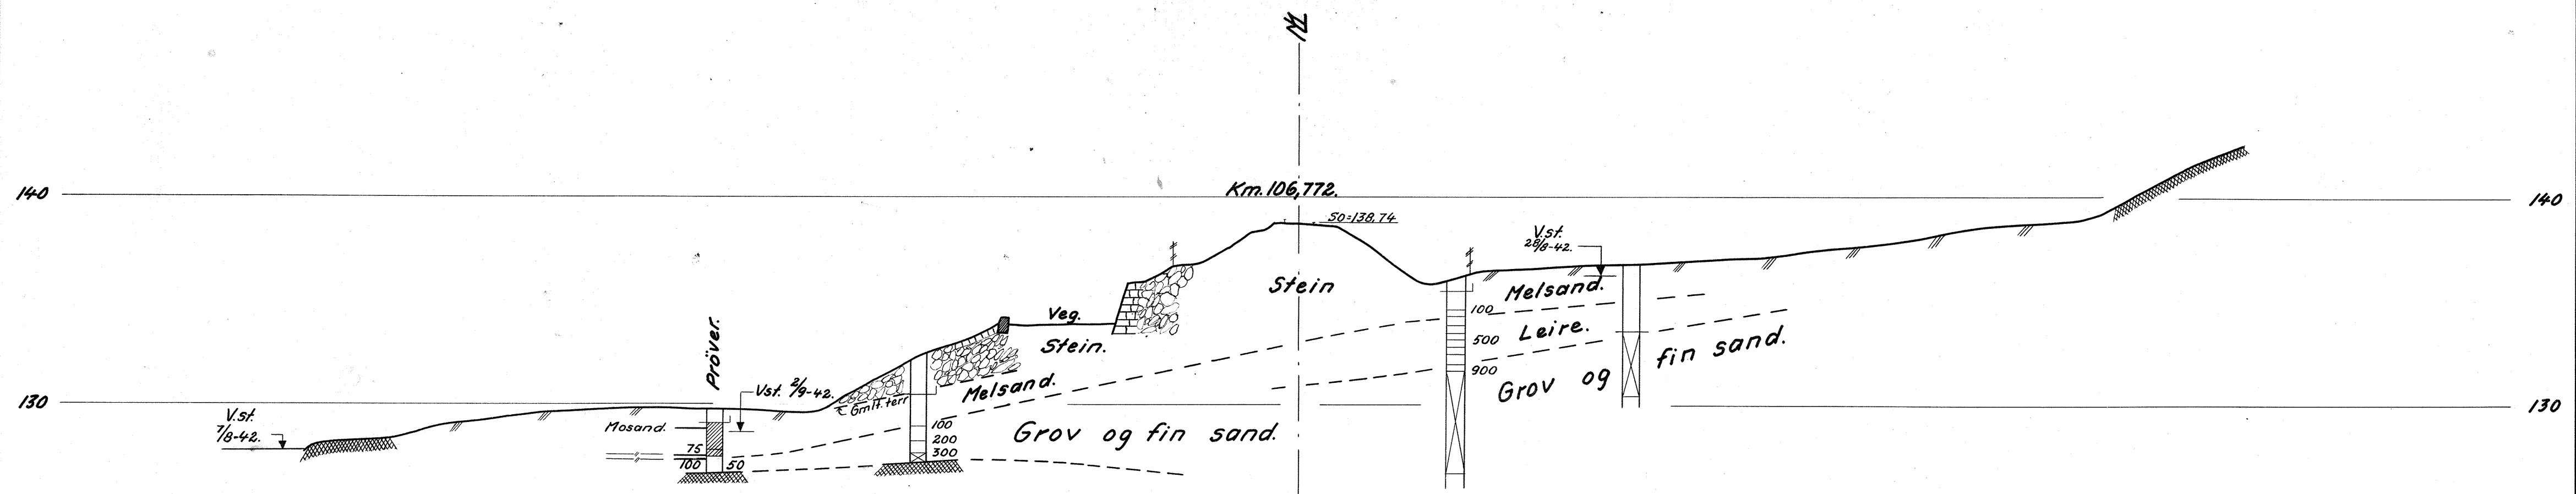 140
Km. 106,772.
140
SO=138,74
V.st.
28/8-42.
Stein
Melsand.
100
Veg.
Leire.
500
Stein.
fin sand.
900
Grov og
Pröver.
Vst. 2/9-42.
Melsand.
Gmlt. terr
130
130
V.st.
7/8-42.
Mosand.
100
200
300
Grov og fin sand.
75
100
50